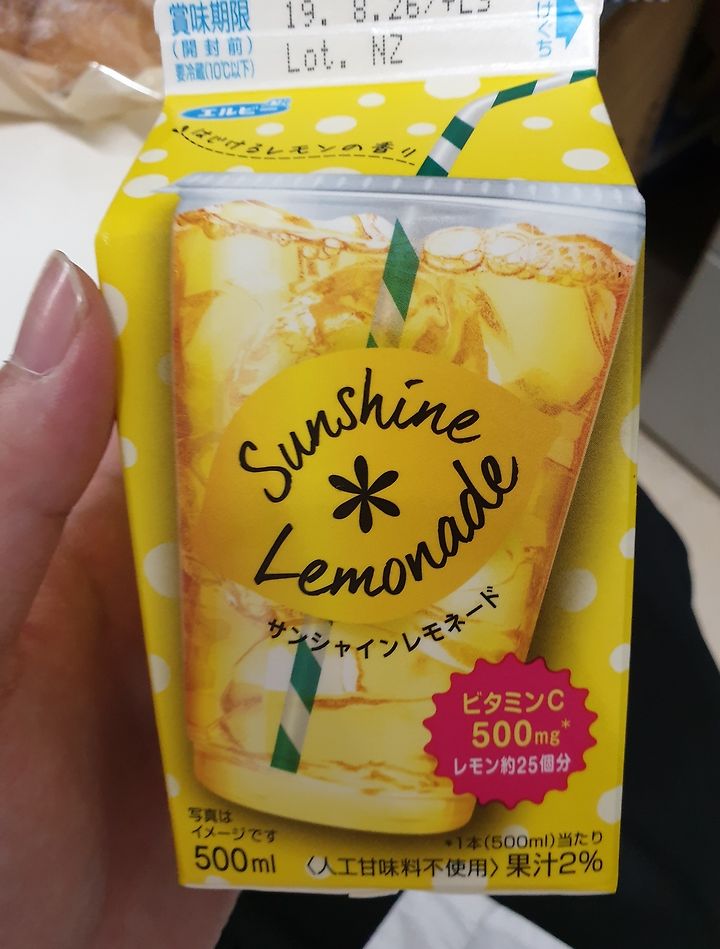 賞味期限
(開封前)
要冷蔵(10℃以下)
19. 8.26/
Lot. NZ
あけぐち
エルビー
はじけるレモンの香り
Sunshine
Lemonade
サンシャインレモネード
ビタミンC
500mg*
レモン約25個分
写真は
イメージです
500ml
*1本(500ml)当たり
〈人工甘味料不使用〉果汁2%